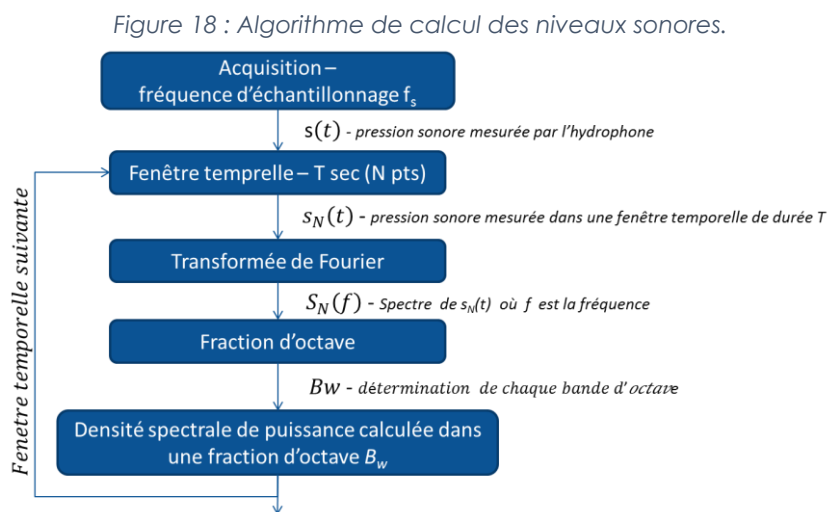 Figure 18 : Algorithme de calcul des niveaux sonores.
Acquisition –
fréquence d'échantillonnage fs
s(t) - pression sonore mesurée par l'hydrophone
Fenêtre temprelle – T sec (N pts)
sN(t) - pression sonore mesurée dans une fenêtre temporelle de durée T
Transformée de Fourier
SN(f) - Spectre de sN(t) où f est la fréquence
Fraction d'octave
Bw - détermination de chaque bande d'octave
Densité spectrale de puissance calculée dans
une fraction d'octave Bw
Fenetre temporelle suivante